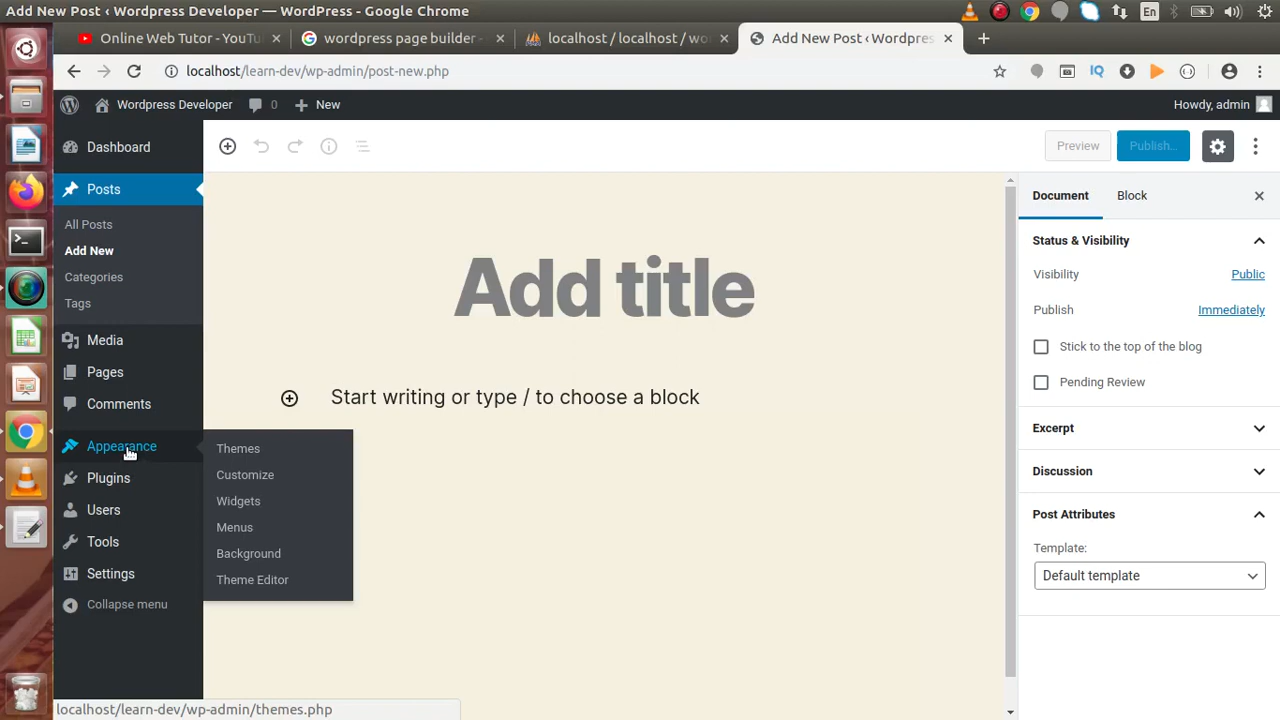 Add New Post ‹ Wordpress Developer — WordPress - Google Chrome
En
Online Web Tutor - YouTu
wordpress page builder -
localhost / localhost / wo
Add New Post ‹ Wordpres
localhost/learn-dev/wp-admin/post-new.php
IQ
Wordpress Developer
0
New
Howdy, admin
Dashboard
Posts
All Posts
Add New
Categories
Tags
Media
Pages
Comments
Appearance
Plugins
Users
Tools
Settings
Collapse menu
Themes
Customize
Widgets
Menus
Background
Theme Editor
Preview
Publish...
Add title
Start writing or type / to choose a block
Document
Block
Status & Visibility
Visibility
Public
Publish
Immediately
Stick to the top of the blog
Pending Review
Excerpt
Discussion
Post Attributes
Template:
Default template
localhost/learn-dev/wp-admin/themes.php